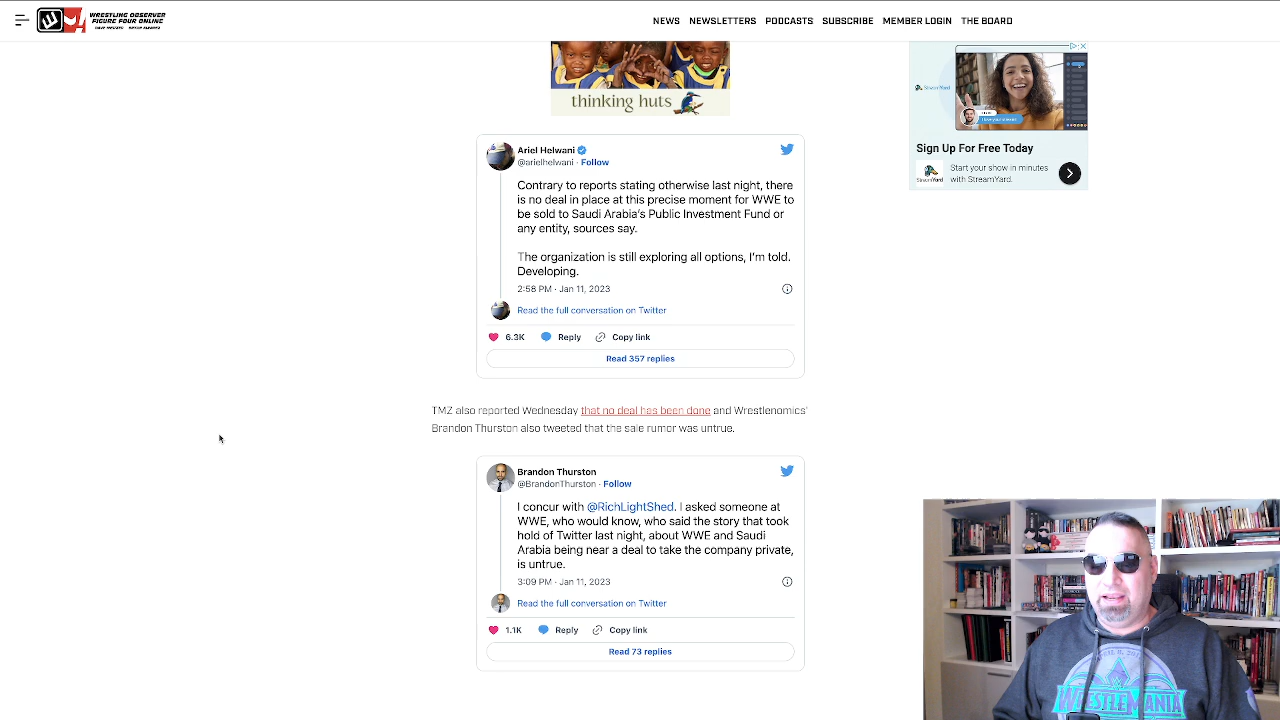 WRESTLING OBSERVER
FIGURE FOUR ONLINE
NEWS NEWSLETTERS PODCASTS SUBSCRIBE MEMBER LOGIN THE BOARD
thinking huts
StreamYard
Sign Up For Free Today
StreamYard
Start your show in minutes
with StreamYard.
Ariel Helwani
@arielhelwani · Follow
Contrary to reports stating otherwise last night, there
is no deal in place at this precise moment for WWE to
be sold to Saudi Arabia's Public Investment Fund or
any entity, sources say.
The organization is still exploring all options, I'm told.
Developing.
2:58 PM · Jan 11, 2023
Read the full conversation on Twitter
6.3K Reply Copy link
Read 357 replies
TMZ also reported Wednesday that no deal has been done and Wrestlenomics'
Brandon Thurston also tweeted that the sale rumor was untrue.
Brandon Thurston
@BrandonThurston · Follow
I concur with @RichLightShed. I asked someone at
WWE, who would know, who said the story that took
hold of Twitter last night, about WWE and Saudi
Arabia being near a deal to take the company private,
is untrue.
3:09 PM · Jan 11, 2023
Read the full conversation on Twitter
1.1K Reply Copy link
Read 73 replies
WRESTLEMANIA